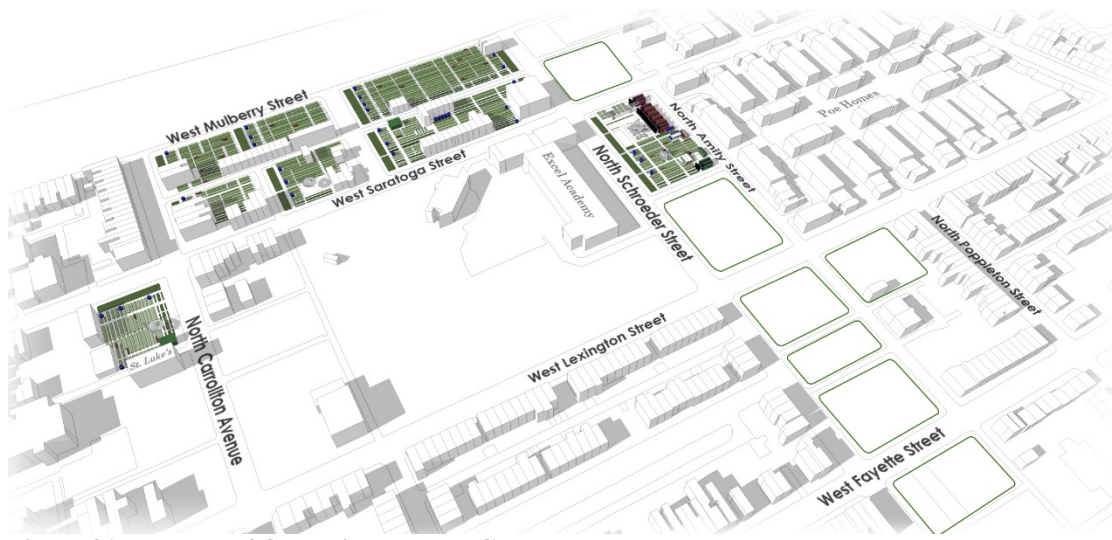 West Mulberry Street
West Saratoga Street
North Amity Street
Poe Homes
Excel Academy
North Schroeder Street
North Poppleton Street
St. Luke's
North Carrollton Avenue
West Lexington Street
West Fayette Street